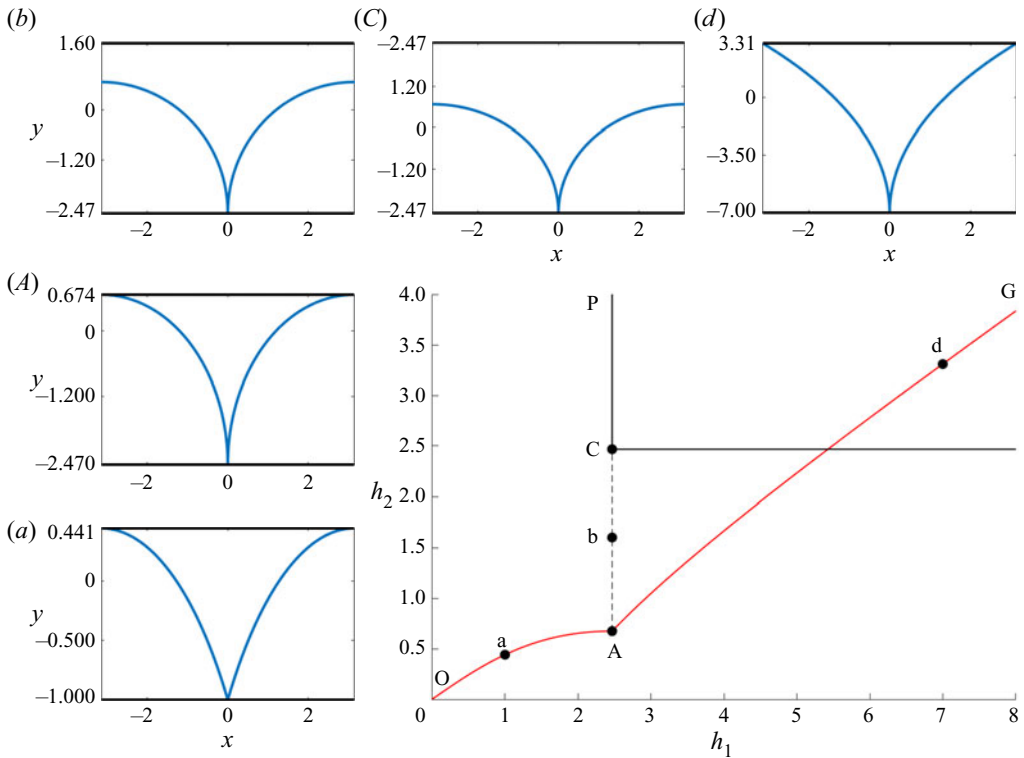 (b)
1.60
y
0
−1.20
−2.47
−2
0
2
(C)
−2.47
1.20
y
0
−1.20
−2.47
−2
0
2
x
(d)
3.31
y
0
−3.50
−7.00
−2
0
2
x
(A)
0.674
0
y
−1.200
−2.470
−2
0
2
(a)
0.441
y
0
−0.500
−1.000
−2
0
2
x
4.0
3.5
3.0
2.5
h2
2.0
1.5
1.0
0.5
0
1
2
3
4
5
6
7
8
h1
P
G
d
C
b
a
A
O